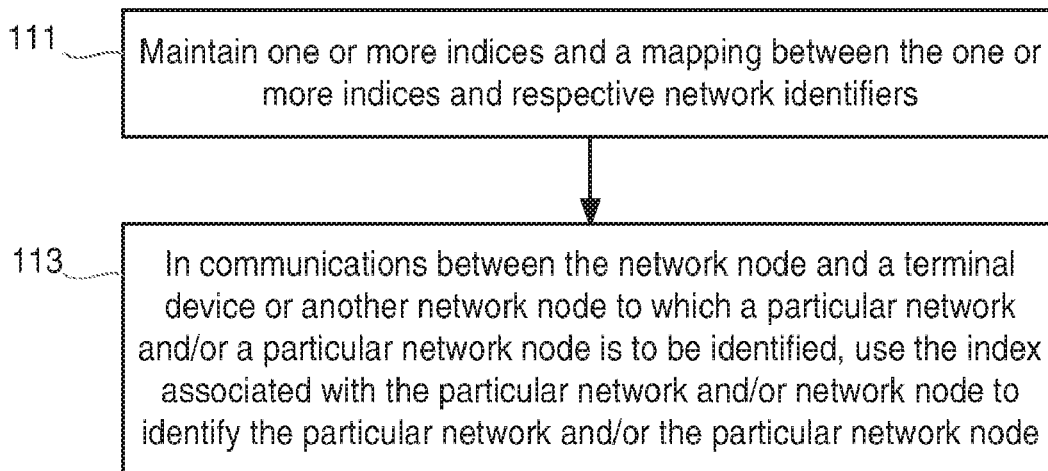 111
Maintain one or more indices and a mapping between the one or
more indices and respective network identifiers
113
In communications between the network node and a terminal
device or another network node to which a particular network
and/or a particular network node is to be identified, use the index
associated with the particular network and/or network node to
identify the particular network and/or the particular network node